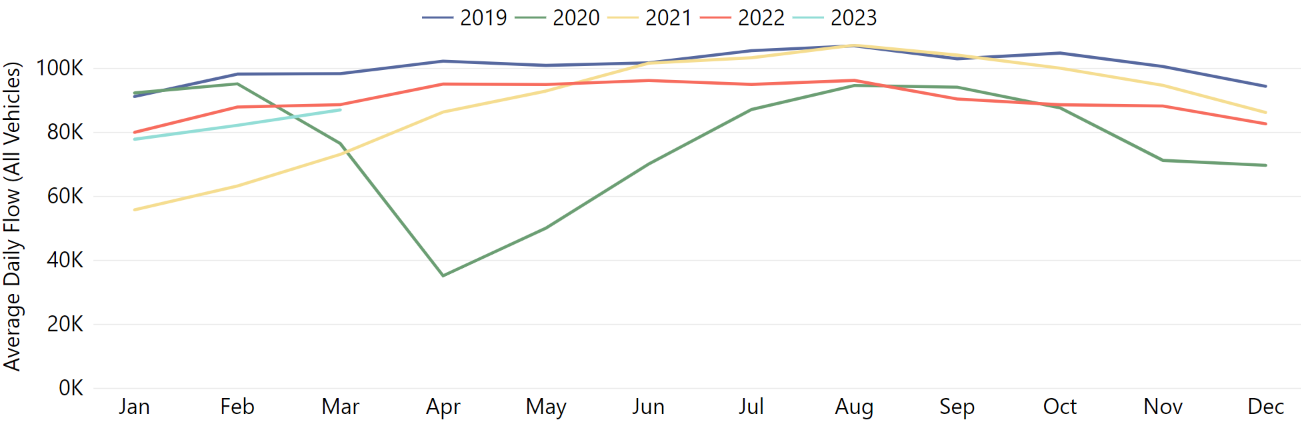 2019 2020 2021 2022 2023
Average Daily Flow (All Vehicles)
100K
80K
60K
40K
20K
0K
Jan Feb Mar Apr May Jun Jul Aug Sep Oct Nov Dec